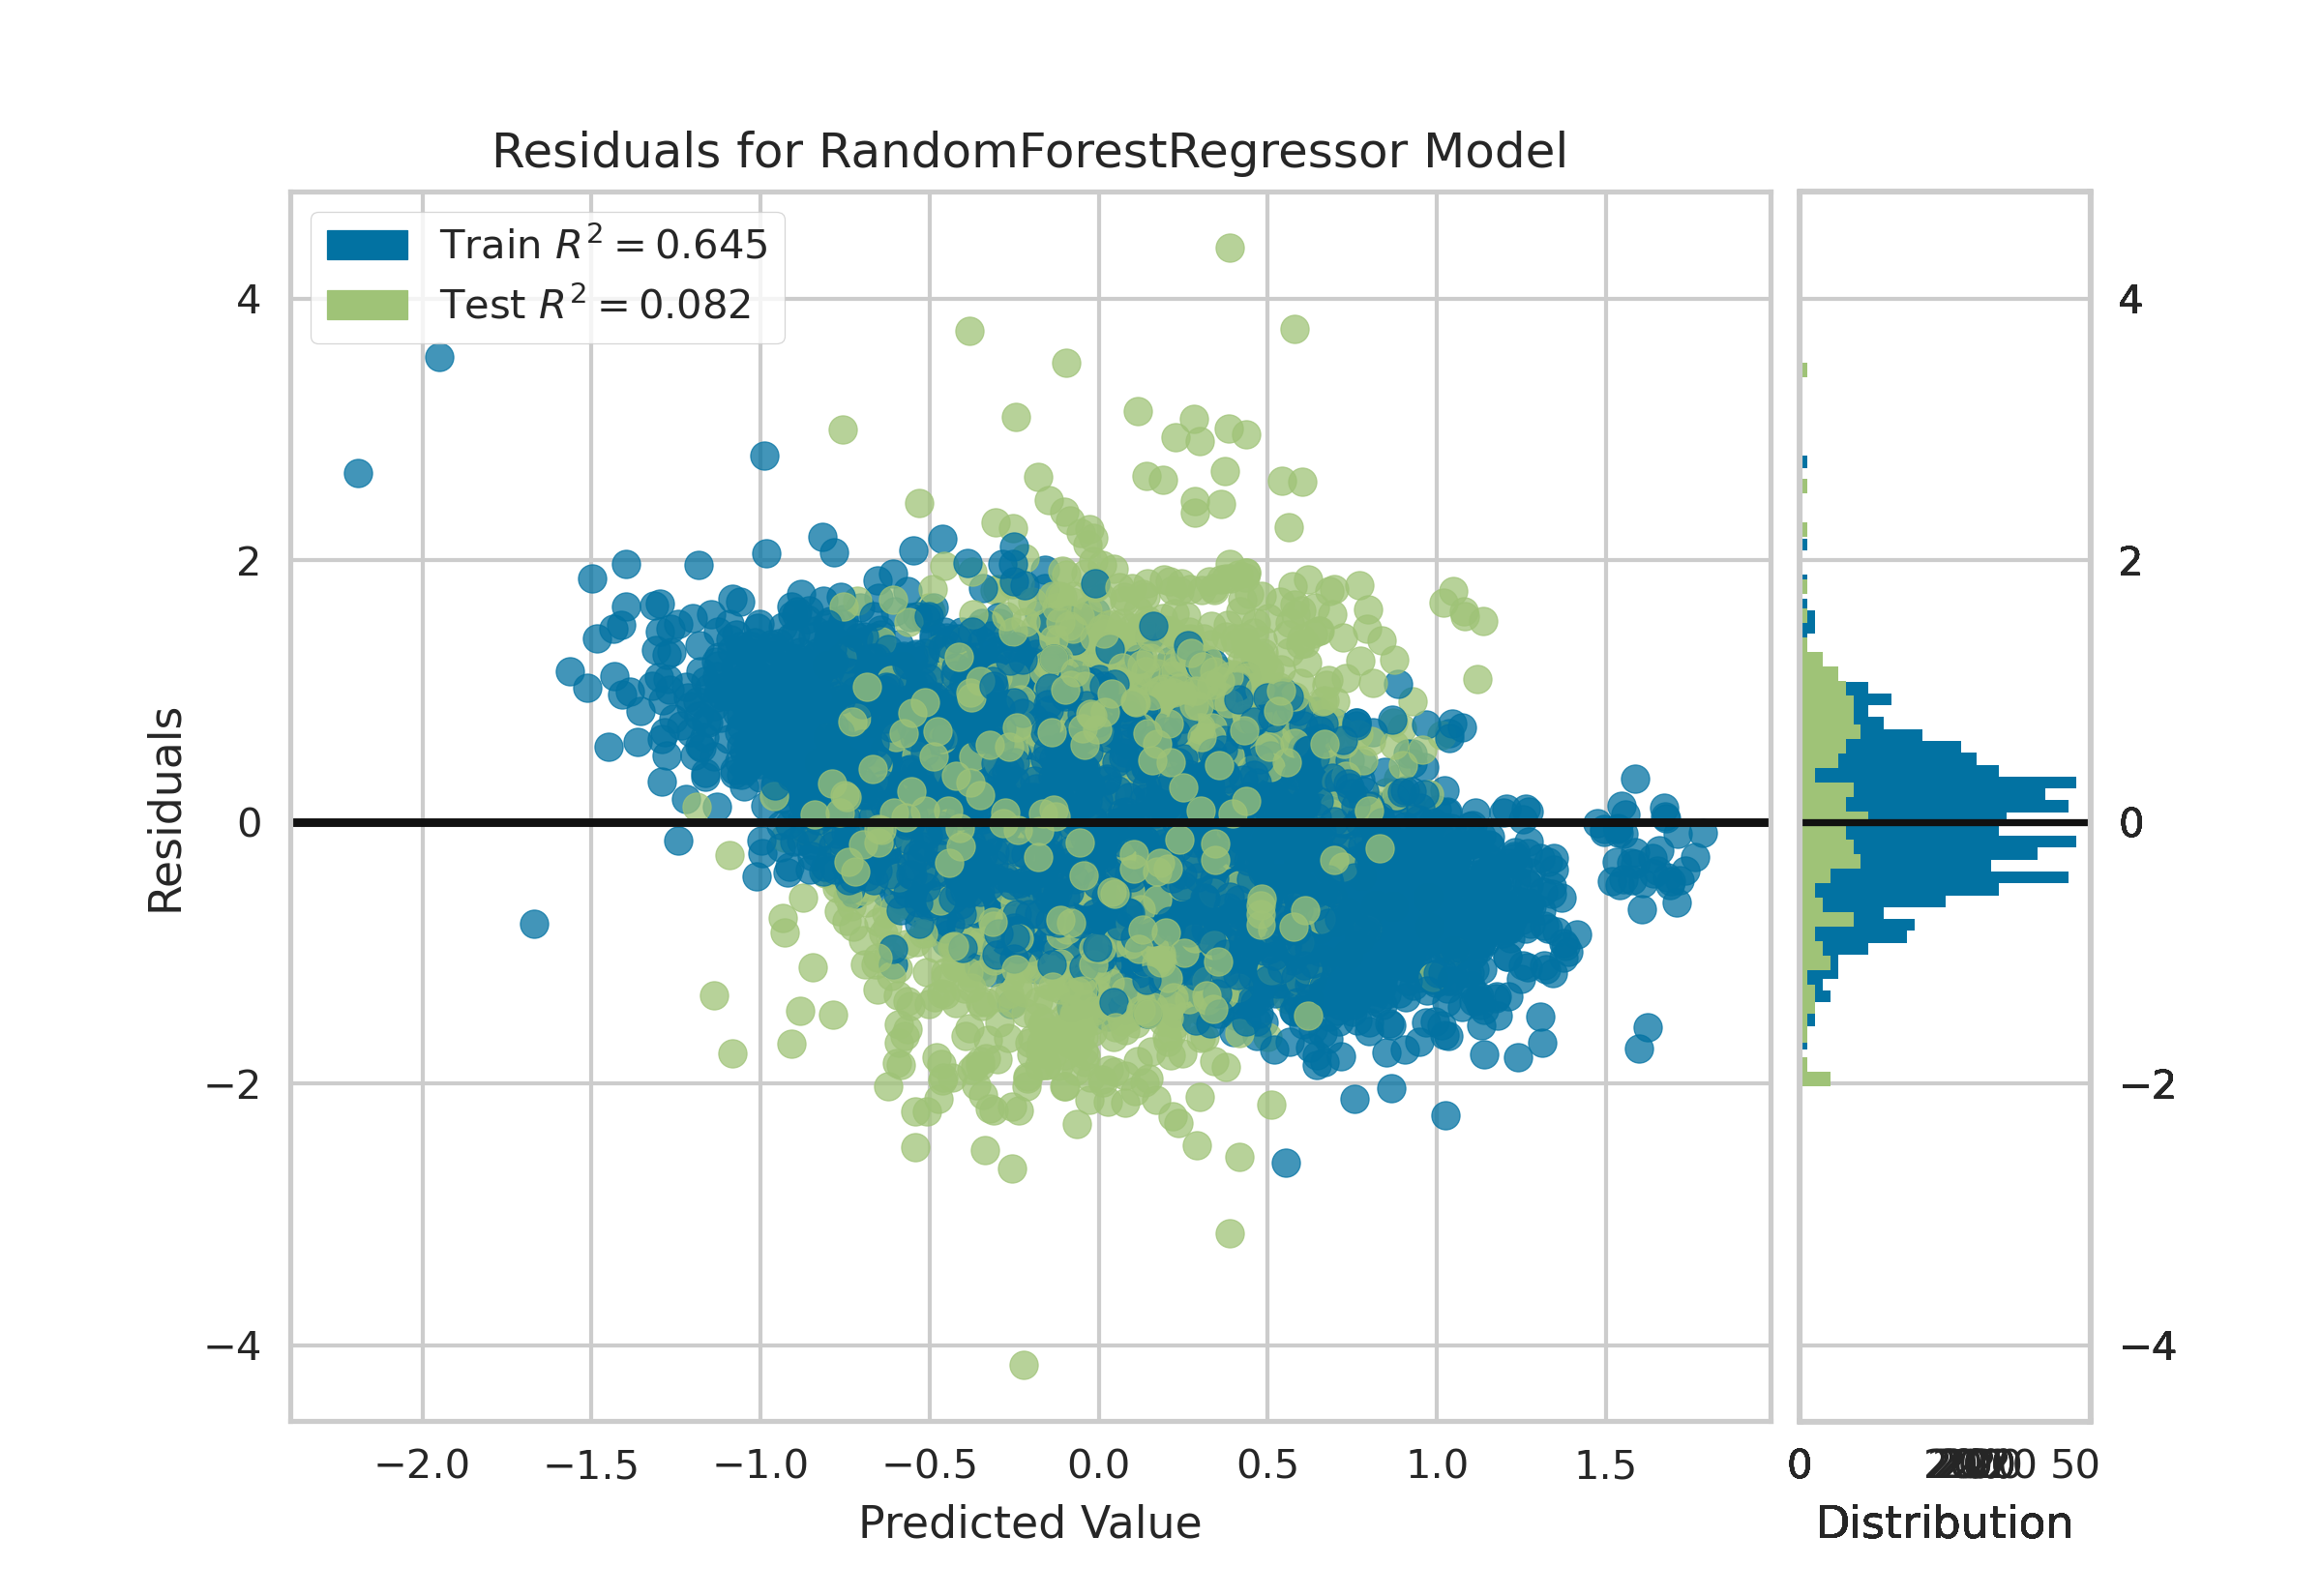 Residuals for RandomForestRegressor Model
Train R² = 0.645
Test R² = 0.082
4
2
0
−2
−4
Residuals
−2.0 −1.5 −1.0 −0.5 0.0 0.5 1.0 1.5
Predicted Value
4
2
0
−2
−4
0 50
Distribution